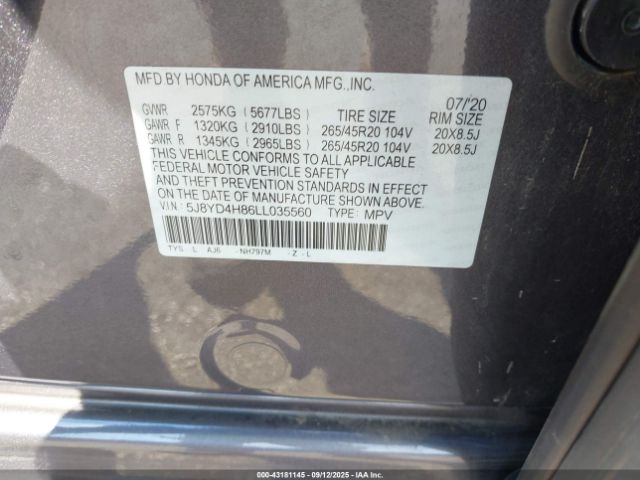 MFD BY HONDA OF AMERICA MFG.,INC.
07/'20
GVWR 2575KG (5677LBS) TIRE SIZE RIM SIZE
GAWR F 1320KG (2910LBS) 265/45R20 104V 20X8.5J
GAWR R 1345KG (2965LBS) 265/45R20 104V 20X8.5J
THIS VEHICLE CONFORMS TO ALL APPLICABLE
FEDERAL MOTOR VEHICLE SAFETY
AND THEFT PREVENTION STANDARDS IN EFFECT
ON THE DATE OF MANUFACTURE SHOWN ABOVE.
V.I.N: 5J8YD4H86LL035560 TYPE: MPV
TYS L AJ6 -NH797M -Z-L
000-43181145 - 09/12/2025 - IAAI, Inc.